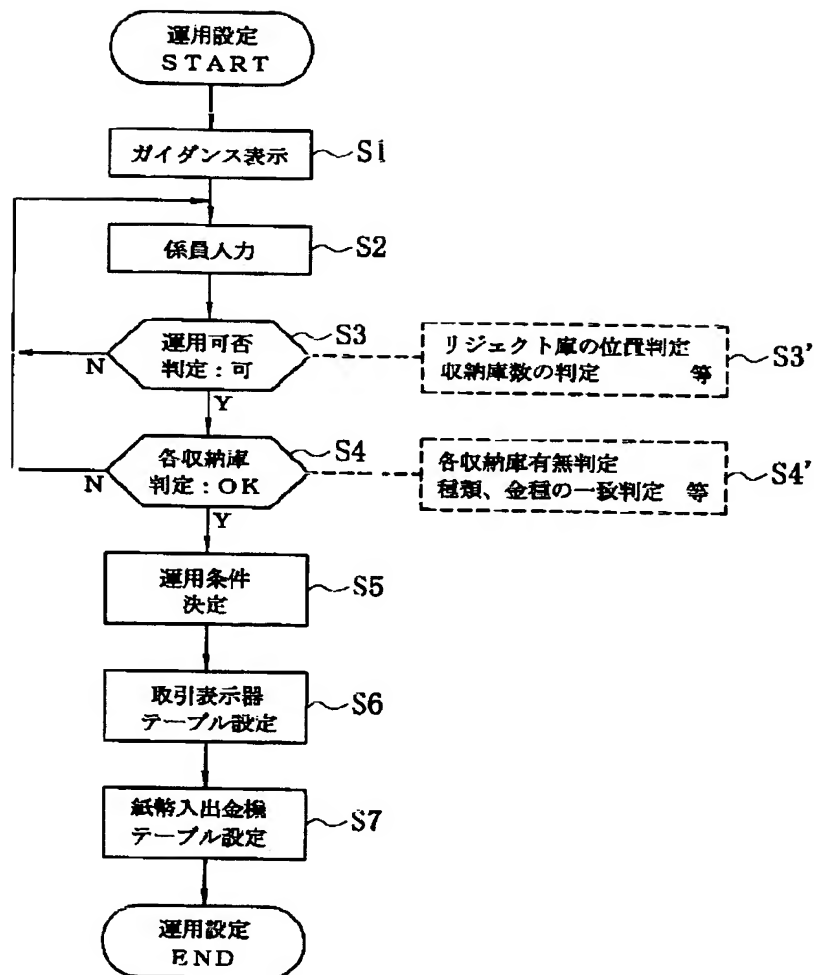 運用設定
START
ガイダンス表示
S1
係員入力
S2
運用可否
判定：可
S3
N
Y
リジェクト庫の位置判定
収納庫数の判定　等
S3'
各収納庫
判定：OK
S4
N
Y
各収納庫有無判定
種類、金種の一致判定　等
S4'
運用条件
決定
S5
取引表示器
テーブル設定
S6
紙幣入出金機
テーブル設定
S7
運用設定
END